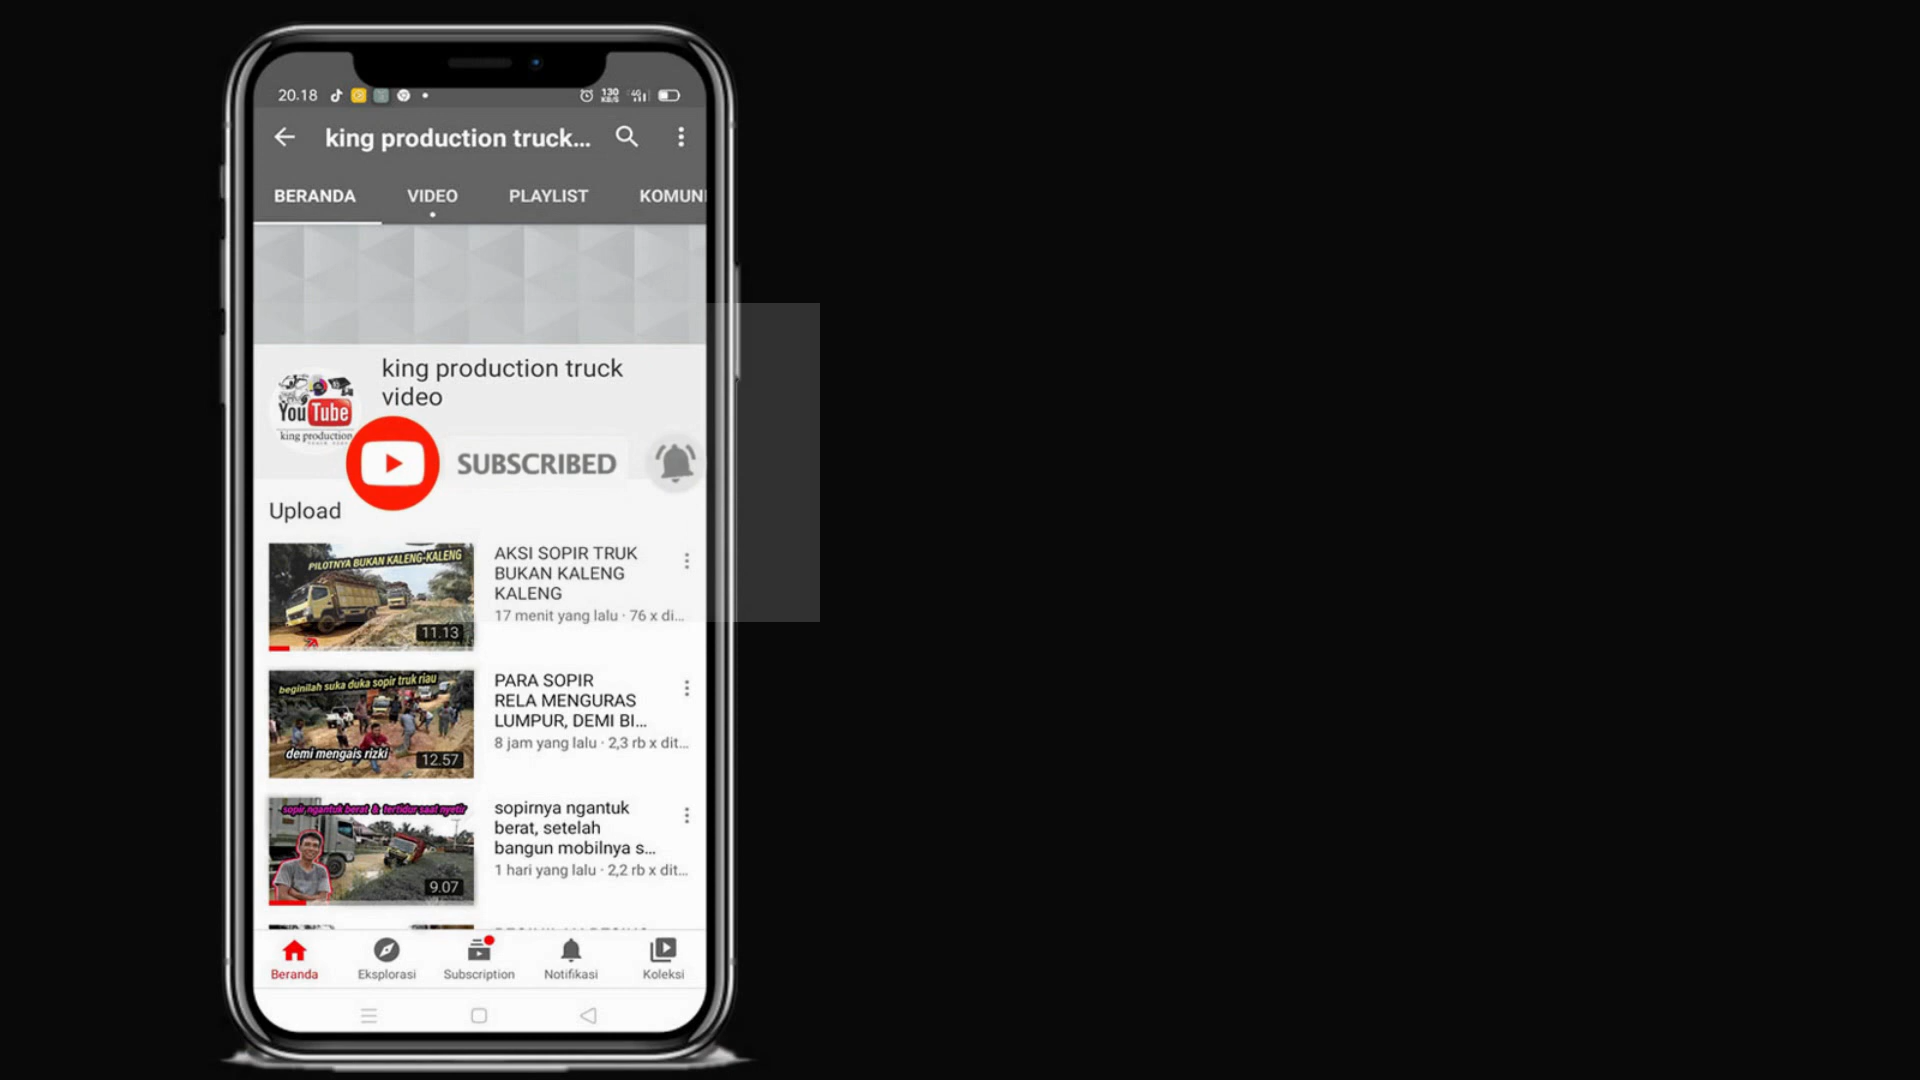 20.18
130
KB/S
4G
king production truck...
BERANDA
VIDEO
PLAYLIST
KOMUNI
king production truck
video
You Tube
king production
SUBSCRIBED
Upload
PILOTNYA BUKAN KALENG-KALENG
11.13
AKSI SOPIR TRUK
BUKAN KALENG
KALENG
17 menit yang lalu · 76 x di...
beginilah suka duka sopir truk riau
demi mengais rizki
12.57
PARA SOPIR
RELA MENGURAS
LUMPUR, DEMI BI...
8 jam yang lalu · 2,3 rb x dit...
sopir ngantuk berat & tertidur saat nyetir
9.07
sopirnya ngantuk
berat, setelah
bangun mobilnya s...
1 hari yang lalu · 2,2 rb x dit...
Beranda
Eksplorasi
Subscription
Notifikasi
Koleksi